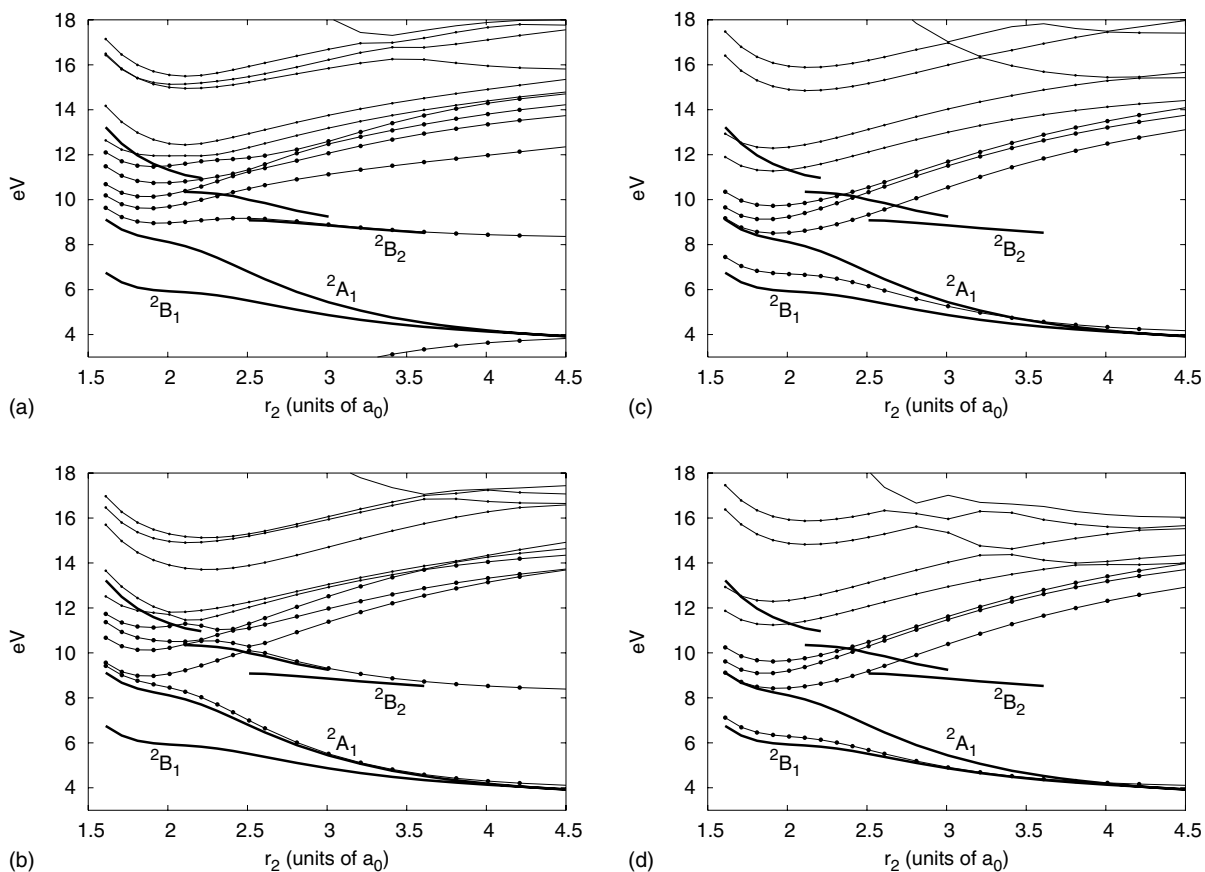 18
16
14
12
10
8
6
4
eV
²B₂
²A₁
²B₁
1.5 2 2.5 3 3.5 4 4.5
r₂ (units of a₀)
(a)
18
16
14
12
10
8
6
4
eV
²B₂
²A₁
²B₁
1.5 2 2.5 3 3.5 4 4.5
r₂ (units of a₀)
(c)
18
16
14
12
10
8
6
4
eV
²B₂
²A₁
²B₁
1.5 2 2.5 3 3.5 4 4.5
r₂ (units of a₀)
(b)
18
16
14
12
10
8
6
4
eV
²B₂
²A₁
²B₁
1.5 2 2.5 3 3.5 4 4.5
r₂ (units of a₀)
(d)